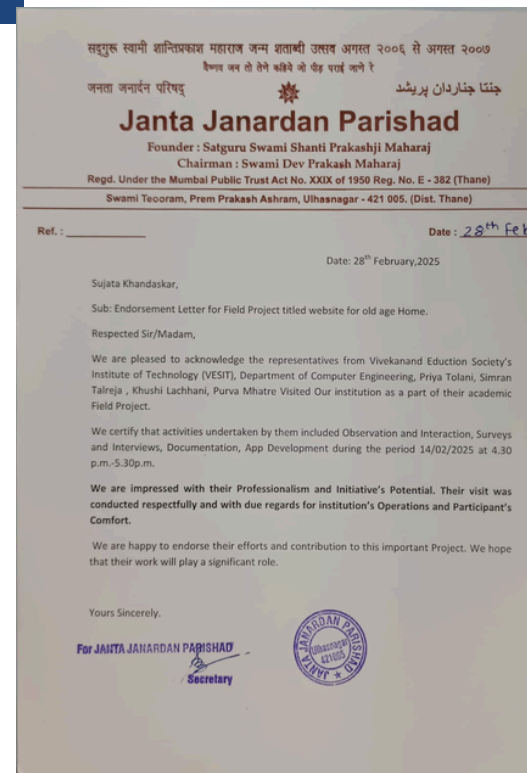 सद्गुरू स्वामी शान्तिप्रकाश महाराज जन्म शताब्दी उत्सव अगस्त २००६ से अगस्त २००७
वैष्णव जन तो तेने कहिये जो पीड़ पराई जाने रे
जनता जनार्दन परिषद् جنتا جناردان پریشد
Janta Janardan Parishad
Founder : Satguru Swami Shanti Prakashji Maharaj
Chairman : Swami Dev Prakash Maharaj
Regd. Under the Mumbai Public Trust Act No. XXIX of 1950 Reg. No. E - 382 (Thane)
Swami Teooram, Prem Prakash Ashram, Ulhasnagar - 421 005. (Dist. Thane)
Ref. : Date : 28th Feb
Date: 28th February,2025
Sujata Khandaskar,
Sub: Endorsement Letter for Field Project titled website for old age Home.
Respected Sir/Madam,
We are pleased to acknowledge the representatives from Vivekanand Eduction Society's
Institute of Technology (VESIT), Department of Computer Engineering, Priya Tolani, Simran
Talreja , Khushi Lachhani, Purva Mhatre Visited Our institution as a part of their academic
Field Project.
We certify that activities undertaken by them included Observation and Interaction, Surveys
and Interviews, Documentation, App Development during the period 14/02/2025 at 4.30
p.m.-5.30p.m.
We are impressed with their Professionalism and Initiative's Potential. Their visit was
conducted respectfully and with due regards for institution's Operations and Participant's
Comfort.
We are happy to endorse their efforts and contribution to this important Project. We hope
that their work will play a significant role.
Yours Sincerely.
For JANTA JANARDAN PARISHAD
Secretary
JANTA JANARDAN PARISHAD
Ulhasnagar
421005